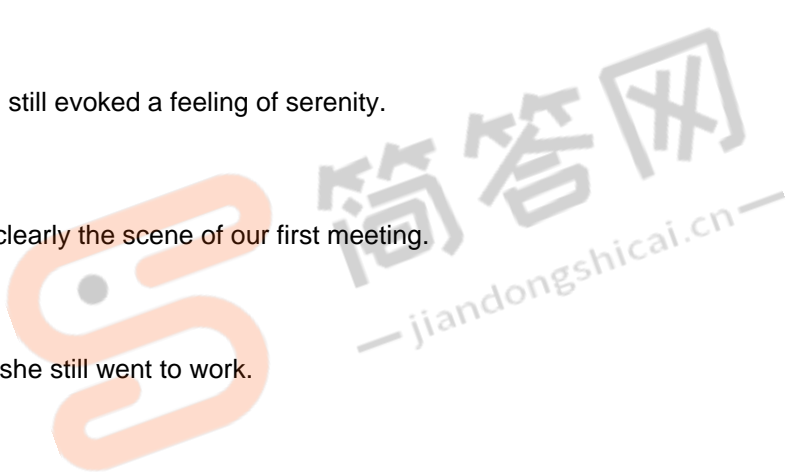 still evoked a feeling of serenity.
简答网
clearly the scene of our first meeting.
jiandongshicai.cn
she still went to work.